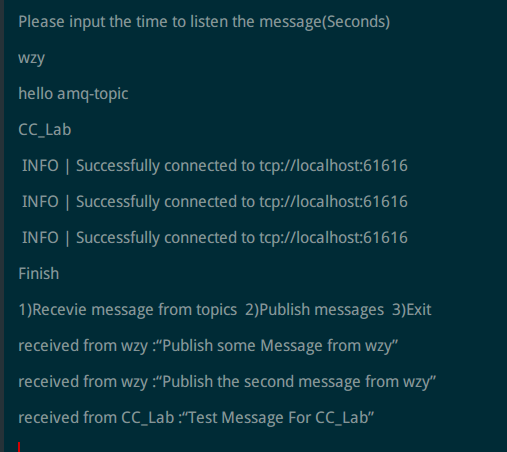 Please input the time to listen the message(Seconds)
wzy
hello amq-topic
CC_Lab
INFO | Successfully connected to tcp://localhost:61616
INFO | Successfully connected to tcp://localhost:61616
INFO | Successfully connected to tcp://localhost:61616
Finish
1)Recevie message from topics  2)Publish messages  3)Exit
received from wzy :“Publish some Message from wzy”
received from wzy :“Publish the second message from wzy”
received from CC_Lab :“Test Message For CC_Lab”